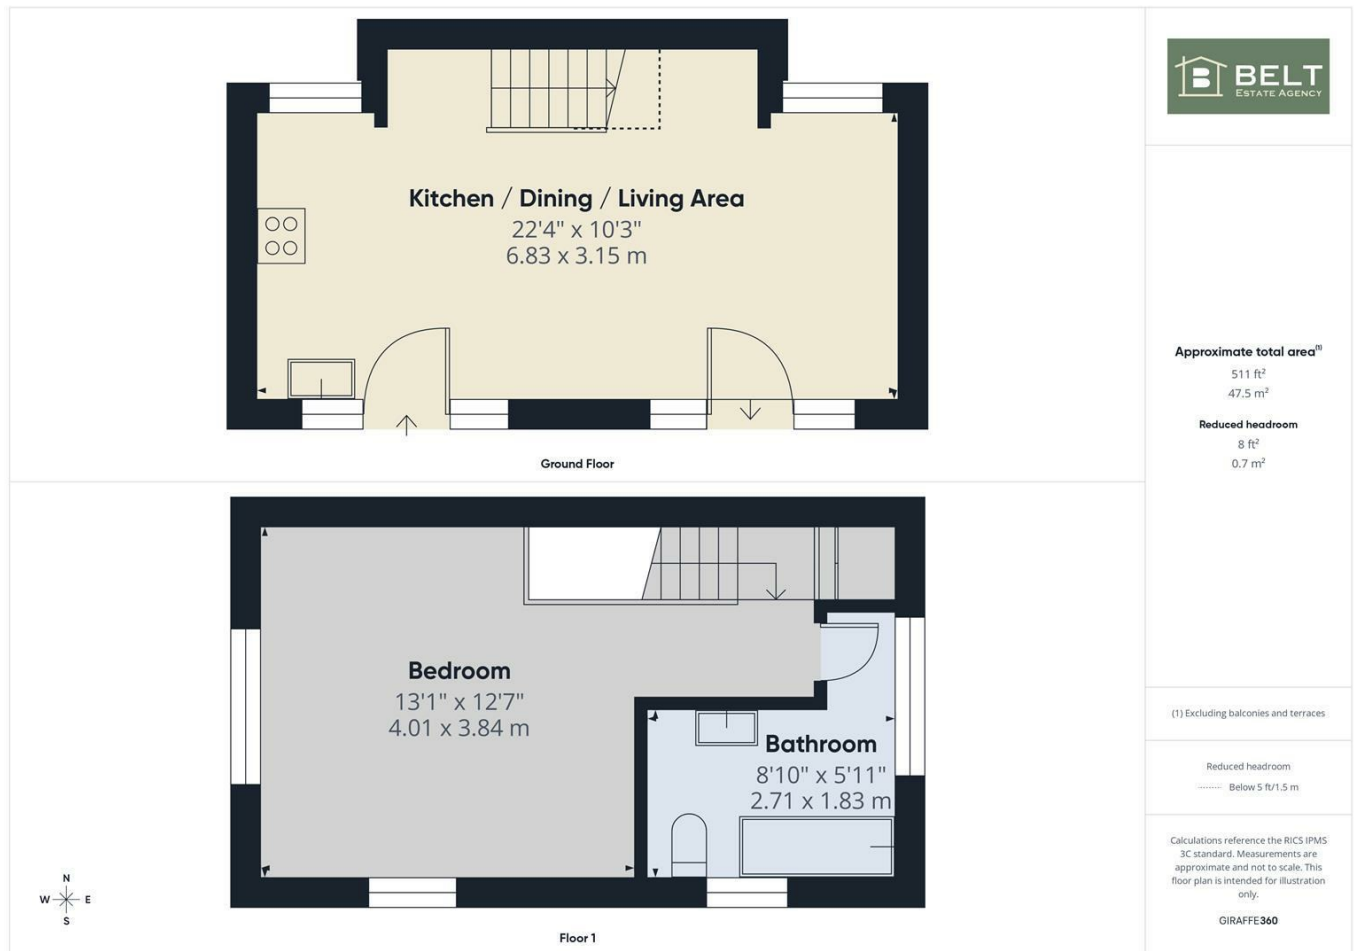 Kitchen / Dining / Living Area
22'4" x 10'3"
6.83 x 3.15 m
Ground Floor
Bedroom
13'1" x 12'7"
4.01 x 3.84 m
Bathroom
8'10" x 5'11"
2.71 x 1.83 m
Floor 1
N
W E
S
B BELT
ESTATE AGENCY
Approximate total area(1)
511 ft²
47.5 m²
Reduced headroom
8 ft²
0.7 m²
(1) Excluding balconies and terraces
Reduced headroom
Below 5 ft/1.5 m
Calculations reference the RICS IPMS
3C standard. Measurements are
approximate and not to scale. This
floor plan is intended for illustration
only.
GIRAFFE360